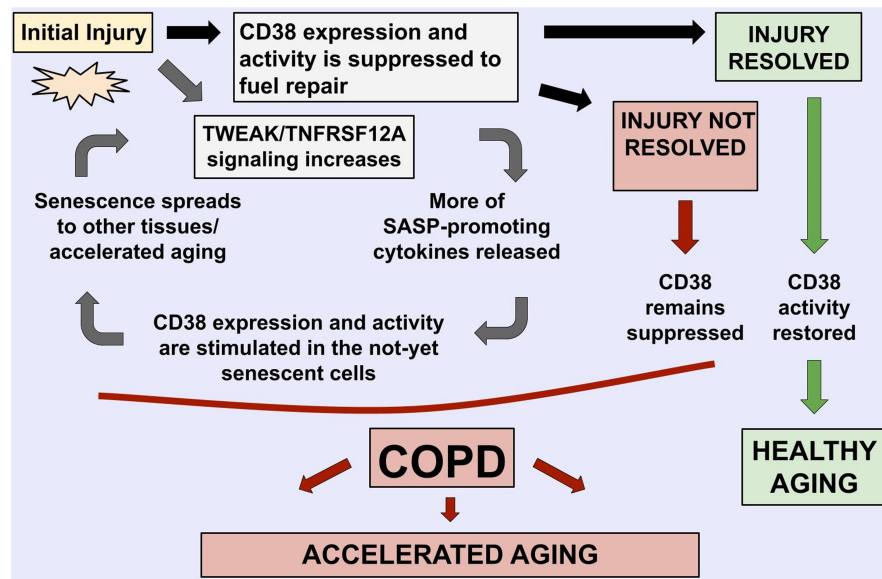 Initial Injury
CD38 expression and
activity is suppressed to
fuel repair
INJURY
RESOLVED
INJURY NOT
RESOLVED
TWEAK/TNFRSF12A
signaling increases
Senescence spreads
to other tissues/
accelerated aging
More of
SASP-promoting
cytokines released
CD38
remains
suppressed
CD38
activity
restored
CD38 expression and activity
are stimulated in the not-yet
senescent cells
COPD
HEALTHY
AGING
ACCELERATED AGING